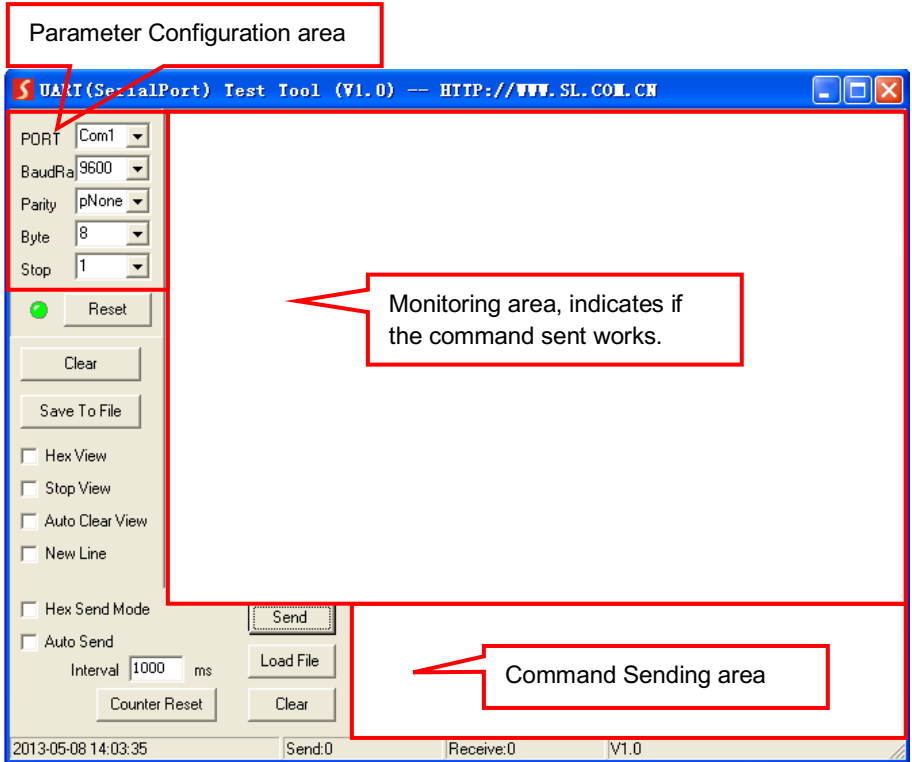 Parameter Configuration area
UART(SerialPort) Test Tool (V1.0) -- HTTP://WWW.SL.COM.CN
PORT Com1
BaudRa 9600
Parity pNone
Byte 8
Stop 1
Reset
Monitoring area, indicates if
the command sent works.
Clear
Save To File
Hex View
Stop View
Auto Clear View
New Line
Hex Send Mode
Send
Auto Send
Interval 1000 ms
Load File
Command Sending area
Counter Reset
Clear
2013-05-08 14:03:35 Send:0 Receive:0 V1.0